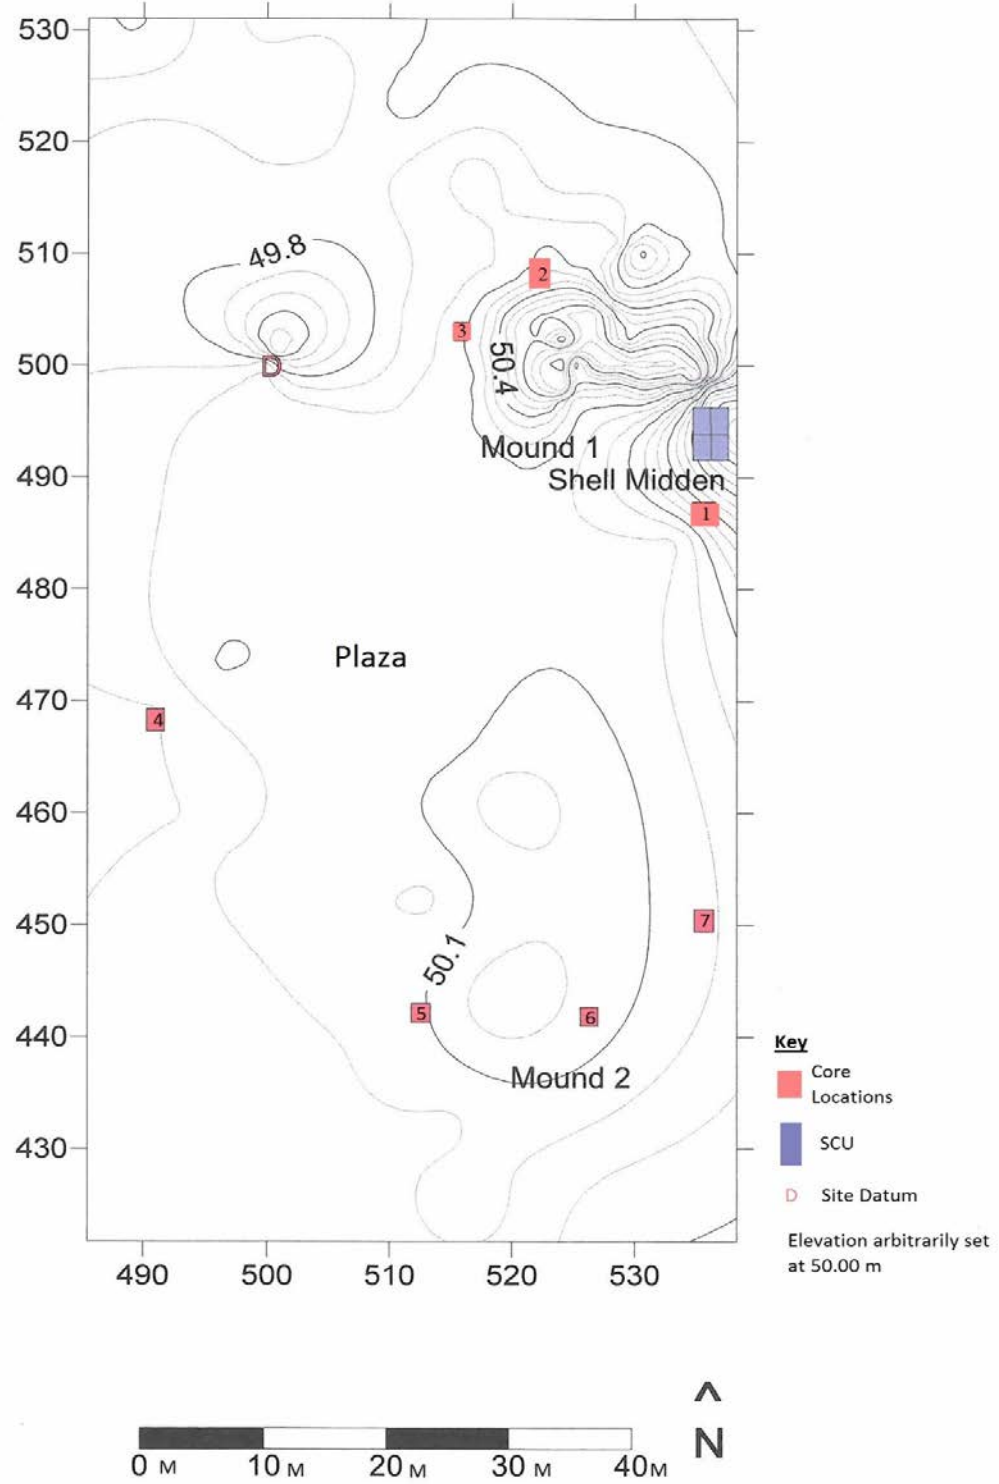 530
520
510
49.8
2
3
500
D
50.4
Mound 1
490
Shell Midden
1
480
Plaza
470
4
460
450
7
50.1
5
6
440
Mound 2
430
490
500
510
520
530
Key
Core
Locations
SCU
D Site Datum
Elevation arbitrarily set
at 50.00 m
^
N
0 M
10 M
20 M
30 M
40M